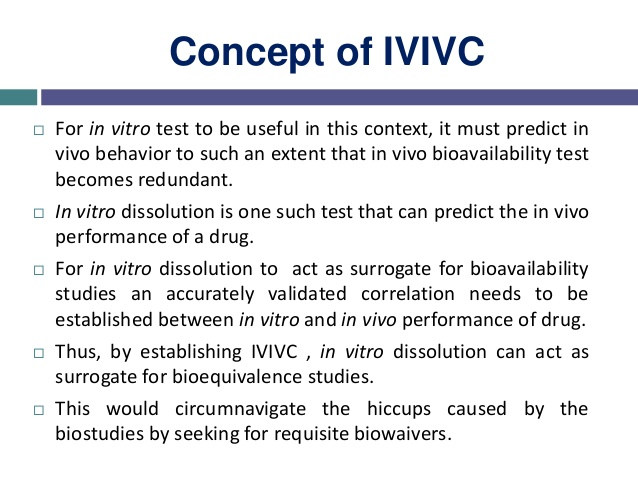 Concept of IVIVC
For in vitro test to be useful in this context, it must predict in
vivo behavior to such an extent that in vivo bioavailability test
becomes redundant.
In vitro dissolution is one such test that can predict the in vivo
performance of a drug.
For in vitro dissolution to act as surrogate for bioavailability
studies an accurately validated correlation needs to be
established between in vitro and in vivo performance of drug.
Thus, by establishing IVIVC , in vitro dissolution can act as
surrogate for bioequivalence studies.
This would circumnavigate the hiccups caused by the
biostudies by seeking for requisite biowaivers.